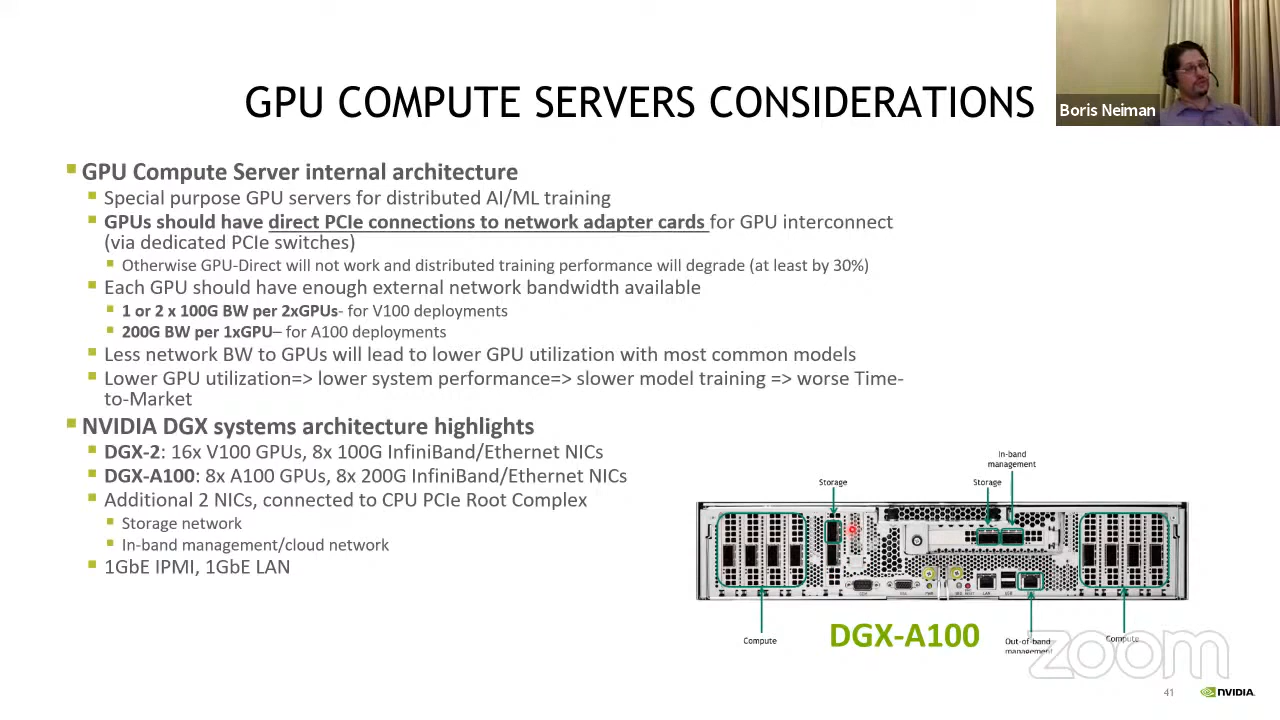 Boris Neiman
GPU COMPUTE SERVERS CONSIDERATIONS
GPU Compute Server internal architecture
Special purpose GPU servers for distributed AI/ML training
GPUs should have direct PCIe connections to network adapter cards for GPU interconnect
(via dedicated PCIe switches)
Otherwise GPU-Direct will not work and distributed training performance will degrade (at least by 30%)
Each GPU should have enough external network bandwidth available
1 or 2 x 100G BW per 2xGPUs- for V100 deployments
200G BW per 1xGPU– for A100 deployments
Less network BW to GPUs will lead to lower GPU utilization with most common models
Lower GPU utilization=> lower system performance=> slower model training => worse Time-
to-Market
NVIDIA DGX systems architecture highlights
DGX-2: 16x V100 GPUs, 8x 100G InfiniBand/Ethernet NICs
DGX-A100: 8x A100 GPUs, 8x 200G InfiniBand/Ethernet NICs
Additional 2 NICs, connected to CPU PCIe Root Complex
Storage network
In-band management/cloud network
1GbE IPMI, 1GbE LAN
In-band
management
Storage
Storage
LAN
USB
Compute
DGX-A100
Out-of-band
management
Compute
zoom
41
NVIDIA.